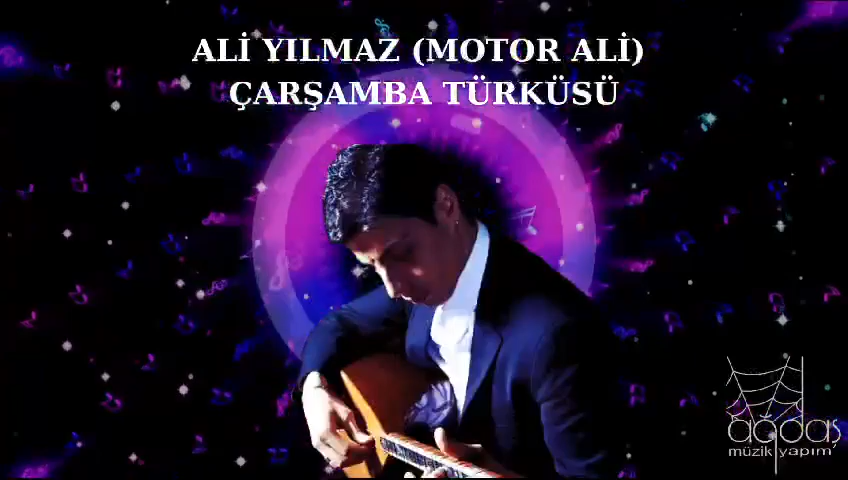 ALİ YILMAZ (MOTOR ALİ)
ÇARŞAMBA TÜRKÜSÜ
ağdaş
müzik yapım